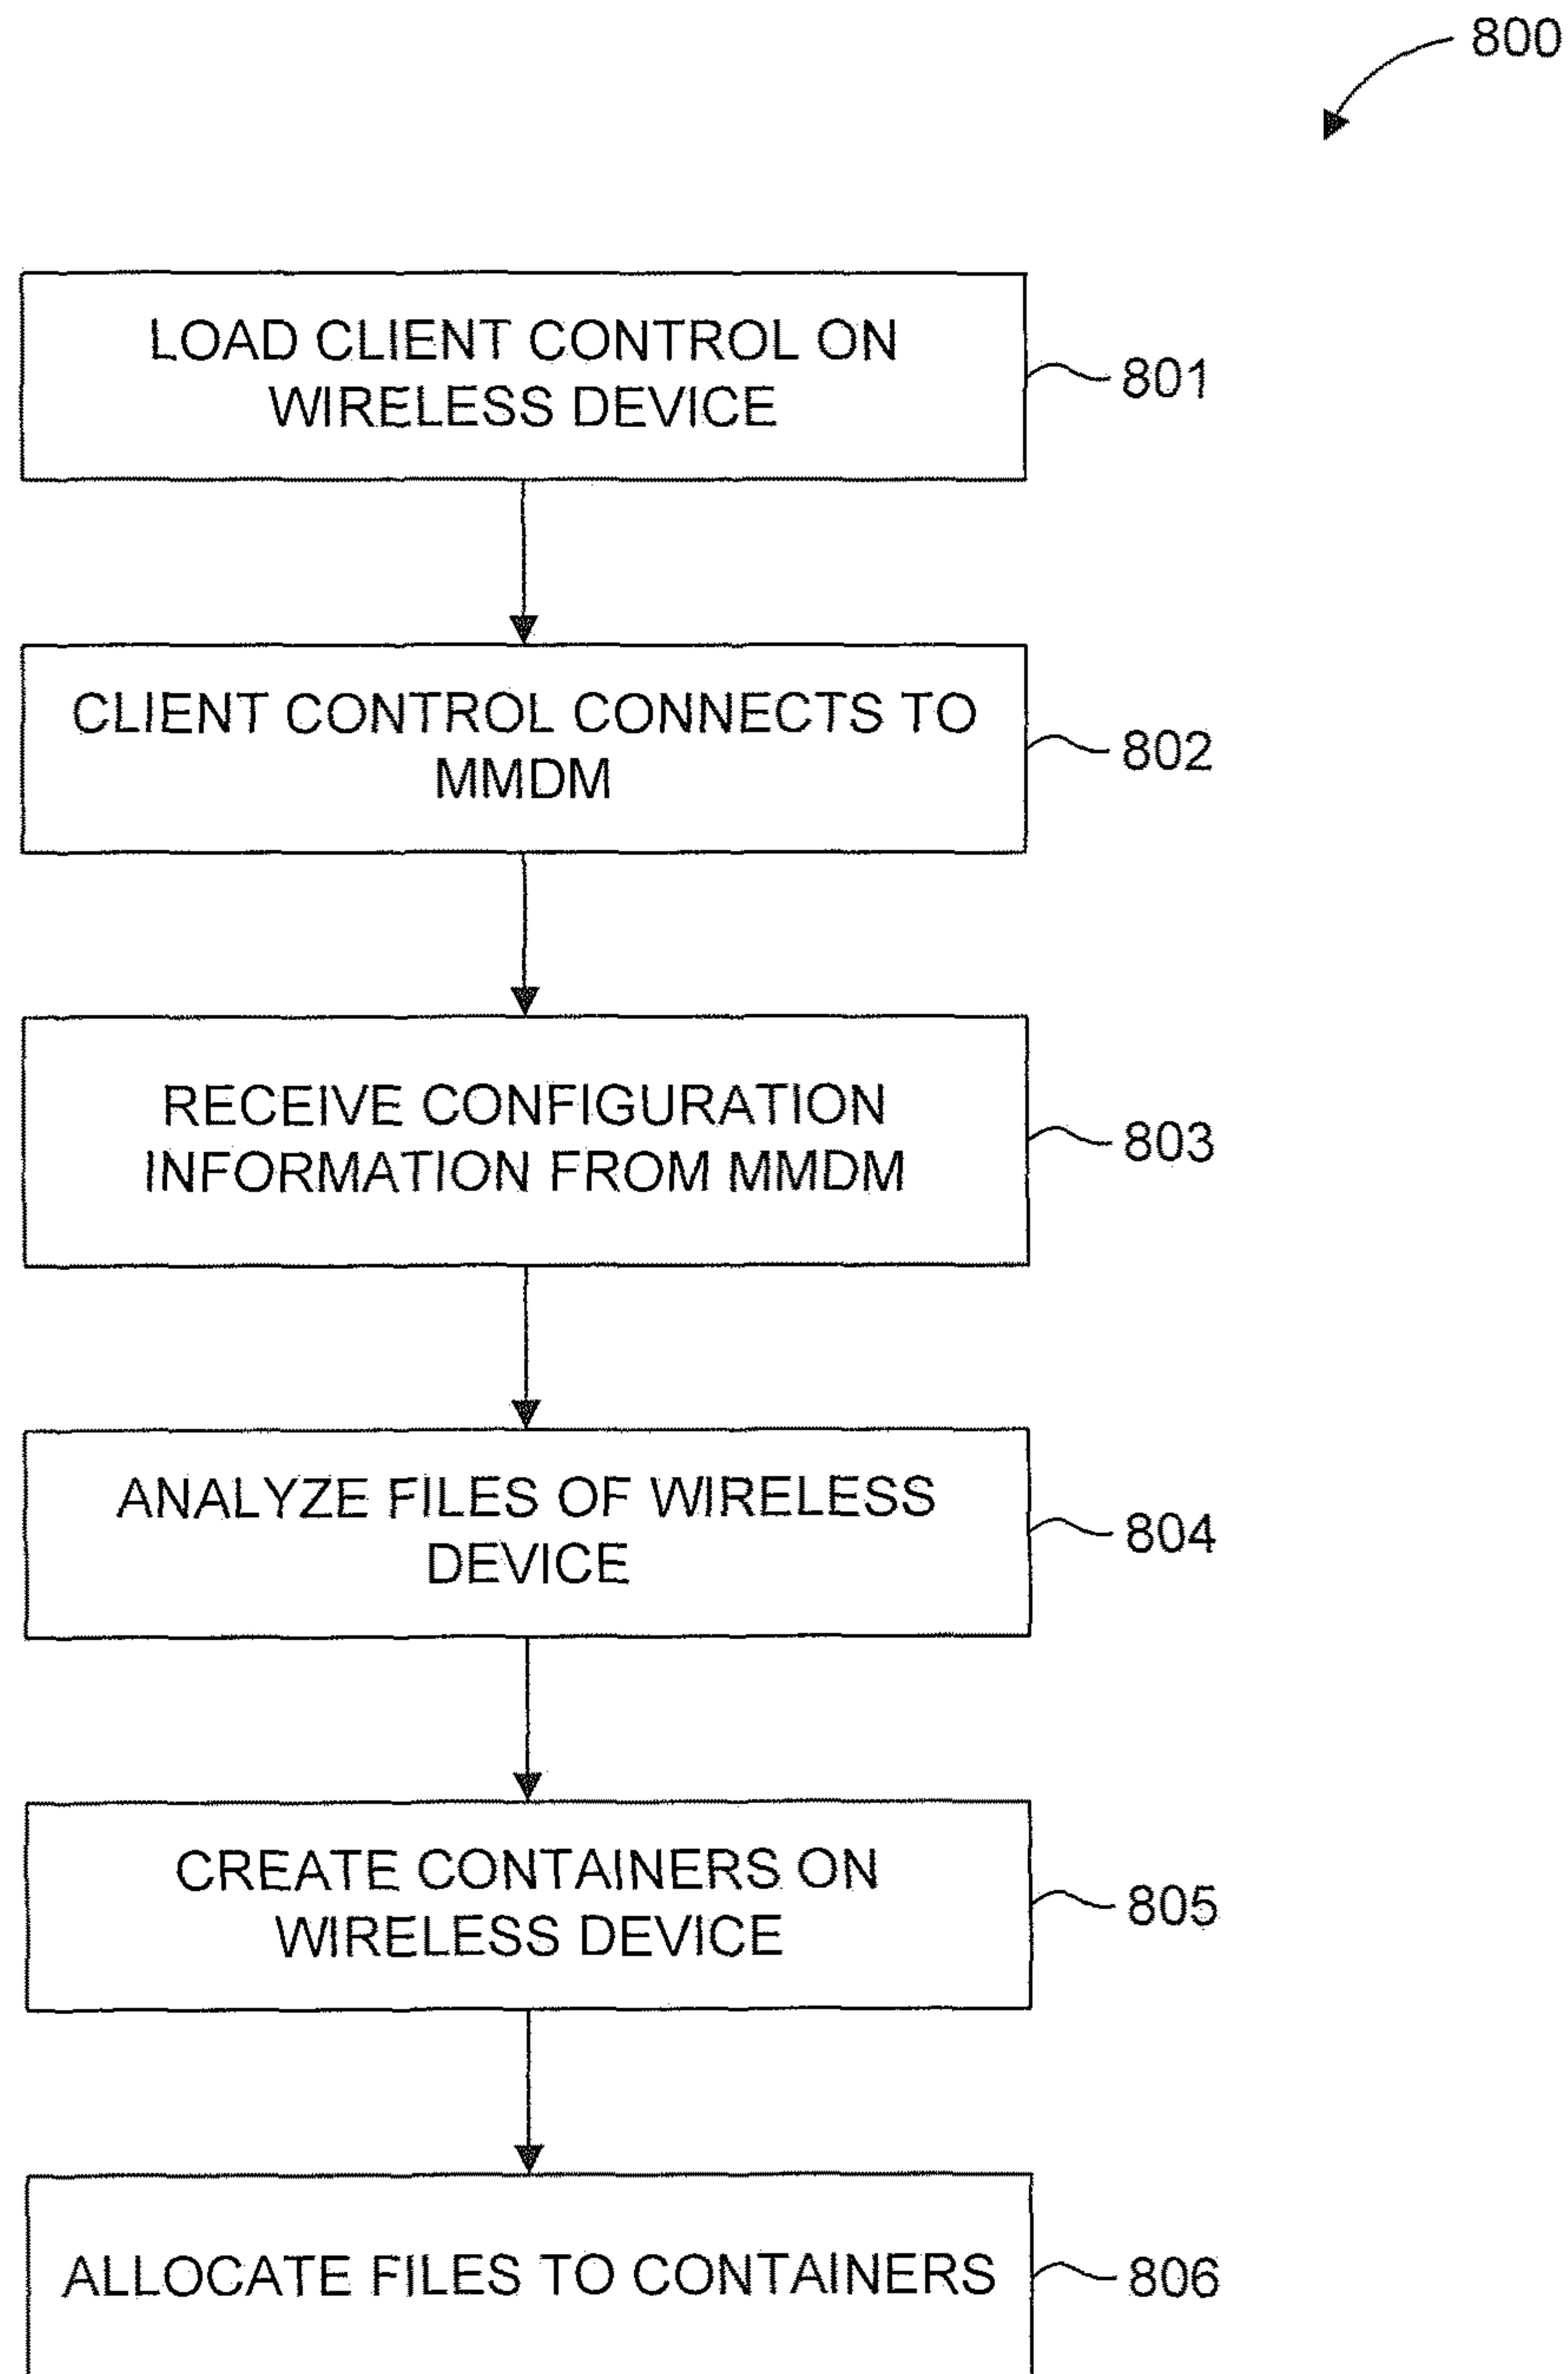 800
LOAD CLIENT CONTROL ON
WIRELESS DEVICE
801
CLIENT CONTROL CONNECTS TO
MMDM
802
RECEIVE CONFIGURATION
INFORMATION FROM MMDM
803
ANALYZE FILES OF WIRELESS
DEVICE
804
CREATE CONTAINERS ON
WIRELESS DEVICE
805
ALLOCATE FILES TO CONTAINERS
806